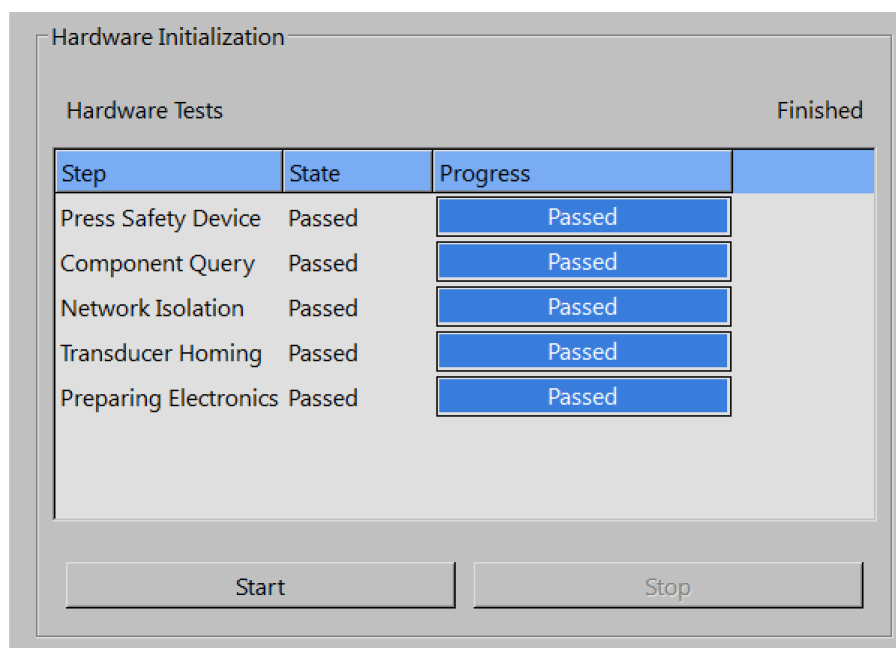 Hardware Initialization
Hardware Tests Finished
Step State Progress
Press Safety Device Passed Passed
Component Query Passed Passed
Network Isolation Passed Passed
Transducer Homing Passed Passed
Preparing Electronics Passed Passed
Start Stop